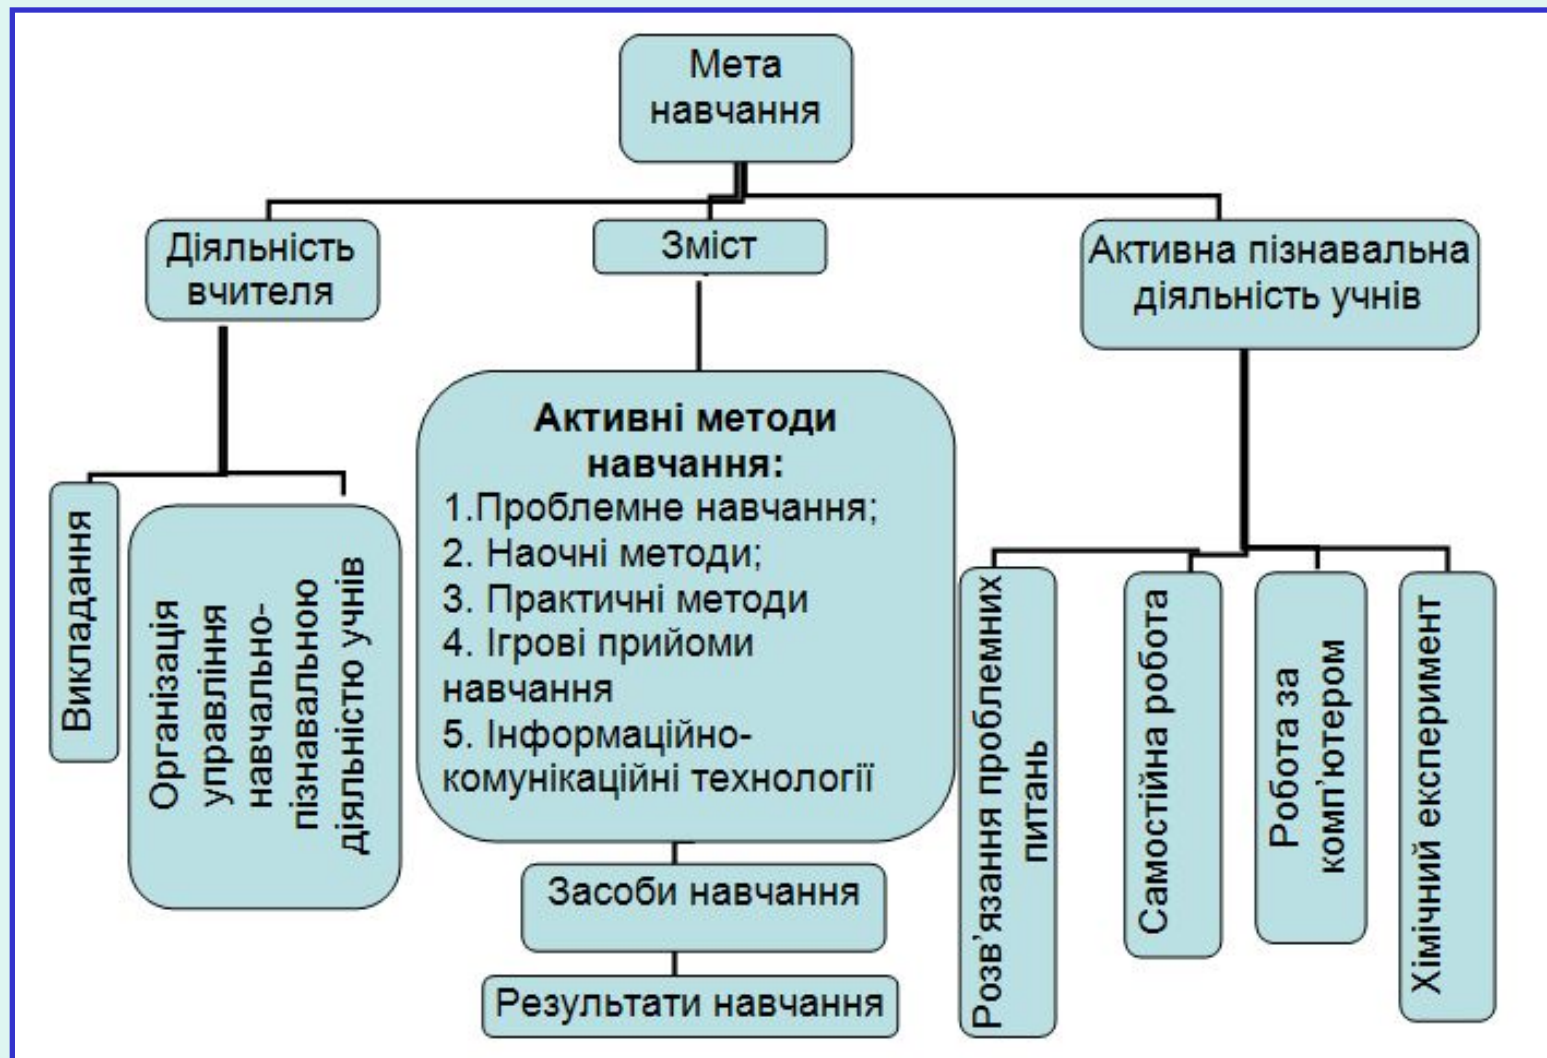 Мета
навчання
Діяльність
вчителя
Зміст
Активна пізнавальна
діяльність учнів
Викладання
Організація
управління
навчально-
пізнавальною
діяльністю учнів
Активні методи
навчання:
1.Проблемне навчання;
2. Наочні методи;
3. Практичні методи
4. Ігрові прийоми
навчання
5. Інформаційно-
комунікаційні технології
Засоби навчання
Результати навчання
Розв’язання проблемних
питань
Самостійна робота
Робота за
комп’ютером
Хімічний експеримент